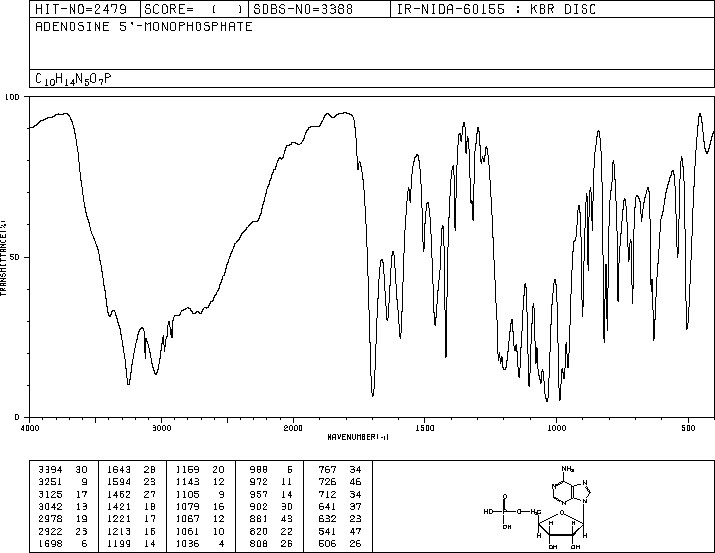 HIT-NO=2479 SCORE= ( ) SDBS-NO=3388 IR-NIDA-60155 : KBR DISC
ADENOSINE 5'-MONOPHOSPHATE
C10H14N5O7P
100
50
0
TRANSMITTANCE(%)
4000 3000 2000 1500 1000 500
WAVENUMBER(-1)
3394 30 1643 28 1169 20 988 5 767 34
3251 9 1594 23 1143 12 972 11 726 46
3125 17 1462 27 1105 9 957 14 712 34
3042 13 1421 18 1079 16 902 30 641 37
2978 19 1221 17 1067 12 881 43 632 23
2922 23 1213 16 1061 10 820 22 541 47
1698 6 1199 14 1036 4 808 26 506 26
NH2
N N
N N
O
HO P O H2C
OH
O
OH OH